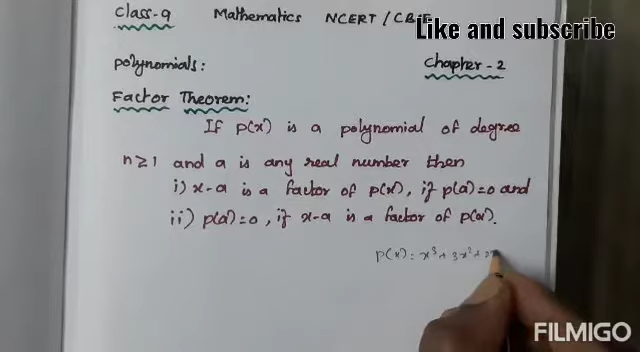 Class-9 Mathematics NCERT / CBSE
Like and subscribe
Polynomials: Chapter-2
Factor Theorem:
If p(x) is a polynomial of degree
n≥1 and a is any real number then
i) x-a is a factor of p(x), if p(a)=0 and
ii) p(a)=0, if x-a is a factor of p(x).
p(x) = x³ + 3x² +
FILMIGO